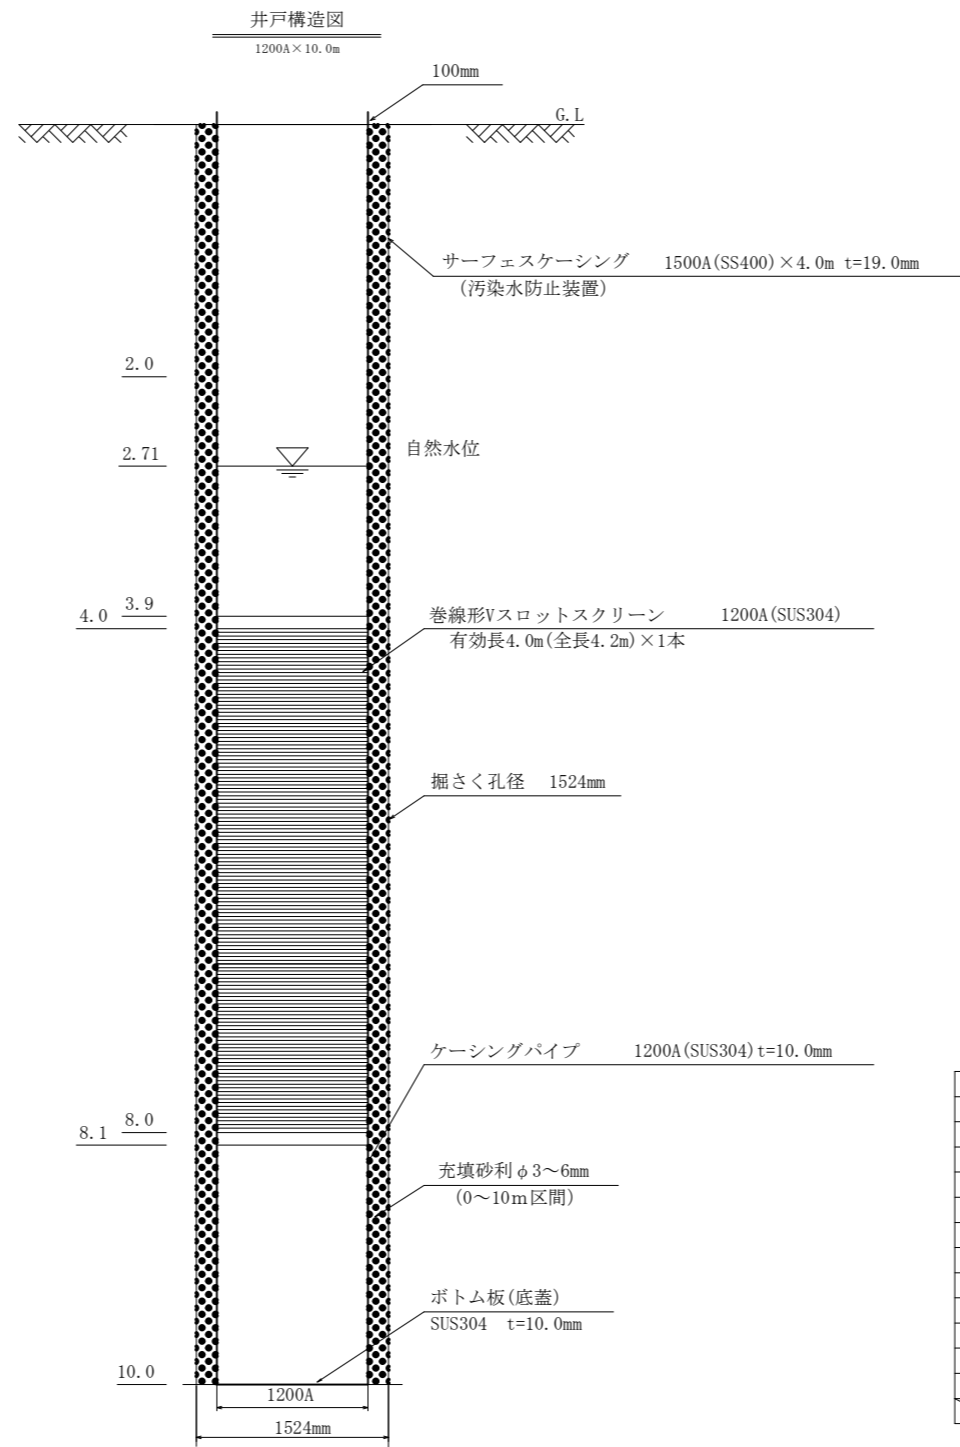 井戸構造図
1200A×10.0m
100mm
G.L
サーフェスケーシング 1500A(SS400)×4.0m t=19.0mm
(汚染水防止装置)
2.0
2.71
自然水位
3.9
4.0
巻線形Vスロットスクリーン 1200A(SUS304)
有効長4.0m(全長4.2m)×1本
掘さく孔径 1524mm
ケーシングパイプ 1200A(SUS304)t=10.0mm
8.0
8.1
充填砂利φ3～6mm
(0～10m区間)
ボトム板(底蓋)
SUS304 t=10.0mm
10.0
1200A
1524mm